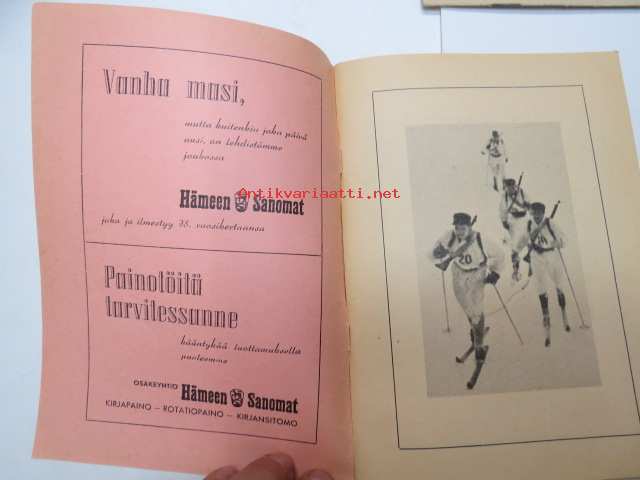 Vanha uusi,
mutta kuitenkin joka päivä
uusi, on lehdistömme
joukossa
Hämeen Sanomat
joka jo ilmestyy 75. vuosikertaansa
Painotöitä
tarvitessanne
kääntykää luottamuksella
puoleemme
OSAKEYHTIO Hämeen Sanomat
KIRJAPAINO — ROTATIOPAINO — KIRJANSITOMO
Antikvariaatti.net
20